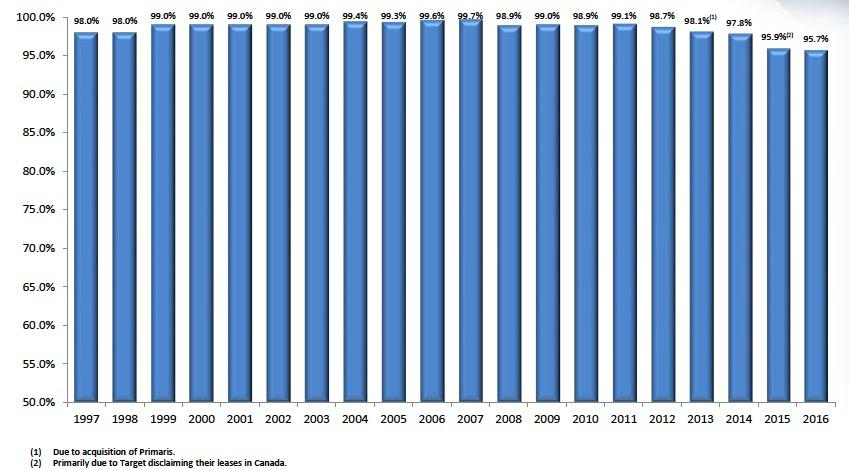 100.0%
95.0%
90.0%
85.0%
80.0%
75.0%
70.0%
65.0%
60.0%
55.0%
50.0%
98.0% 98.0% 99.0% 99.0% 99.0% 99.0% 99.0% 99.4% 99.3% 99.6% 99.7% 98.9% 99.0% 98.9% 99.1% 98.7% 98.1%(1) 97.8% 95.9%(2) 95.7%
1997 1998 1999 2000 2001 2002 2003 2004 2005 2006 2007 2008 2009 2010 2011 2012 2013 2014 2015 2016
(1) Due to acquisition of Primaris.
(2) Primarily due to Target disclaiming their leases in Canada.